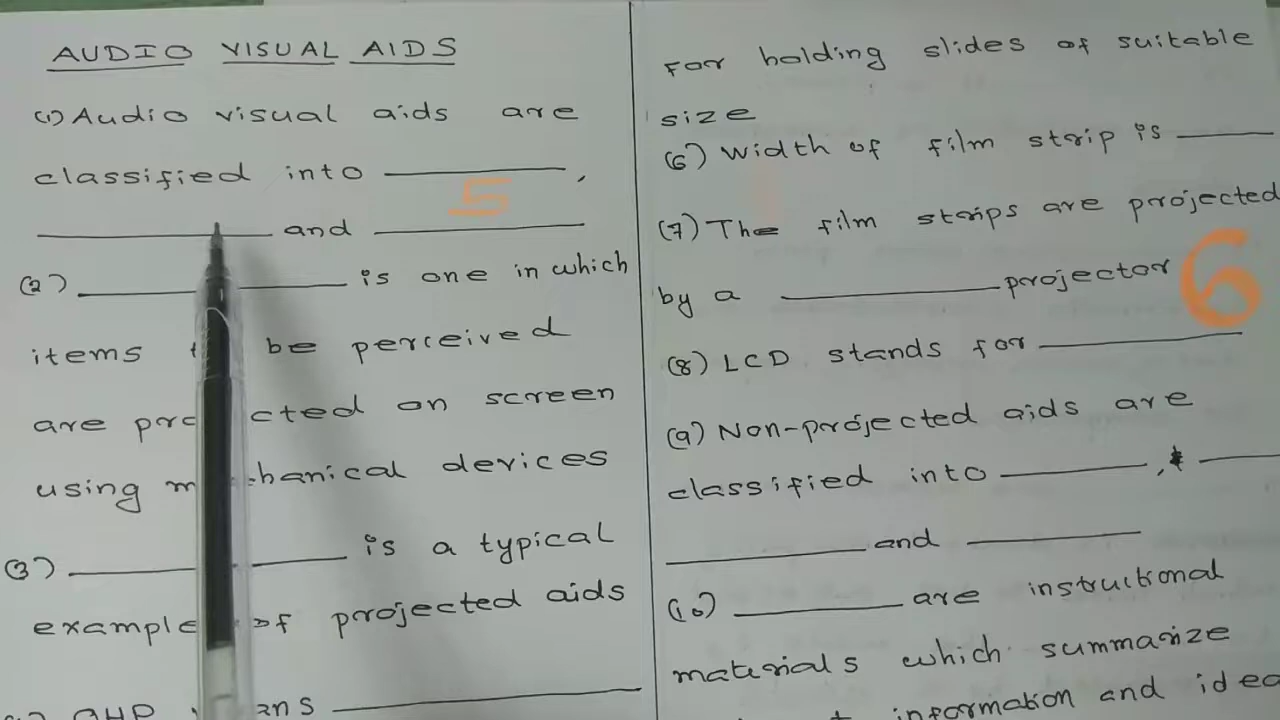 AUDIO VISUAL AIDS
(1) Audio visual aids are
classified into ________,
________ and ________
(2) ________ is one in which
items be perceived
are projected on screen
using mechanical devices
(3) ________ is a typical
example of projected aids
OHP ________
5
for holding slides of suitable
size
(6) Width of film strip is ________
(7) The film strips are projected
by a ________ projector
(8) LCD stands for ________
(9) Non-projected aids are
classified into ________, ________
________ and ________
(10) ________ are instructional
materials which summarize
information and idea
6